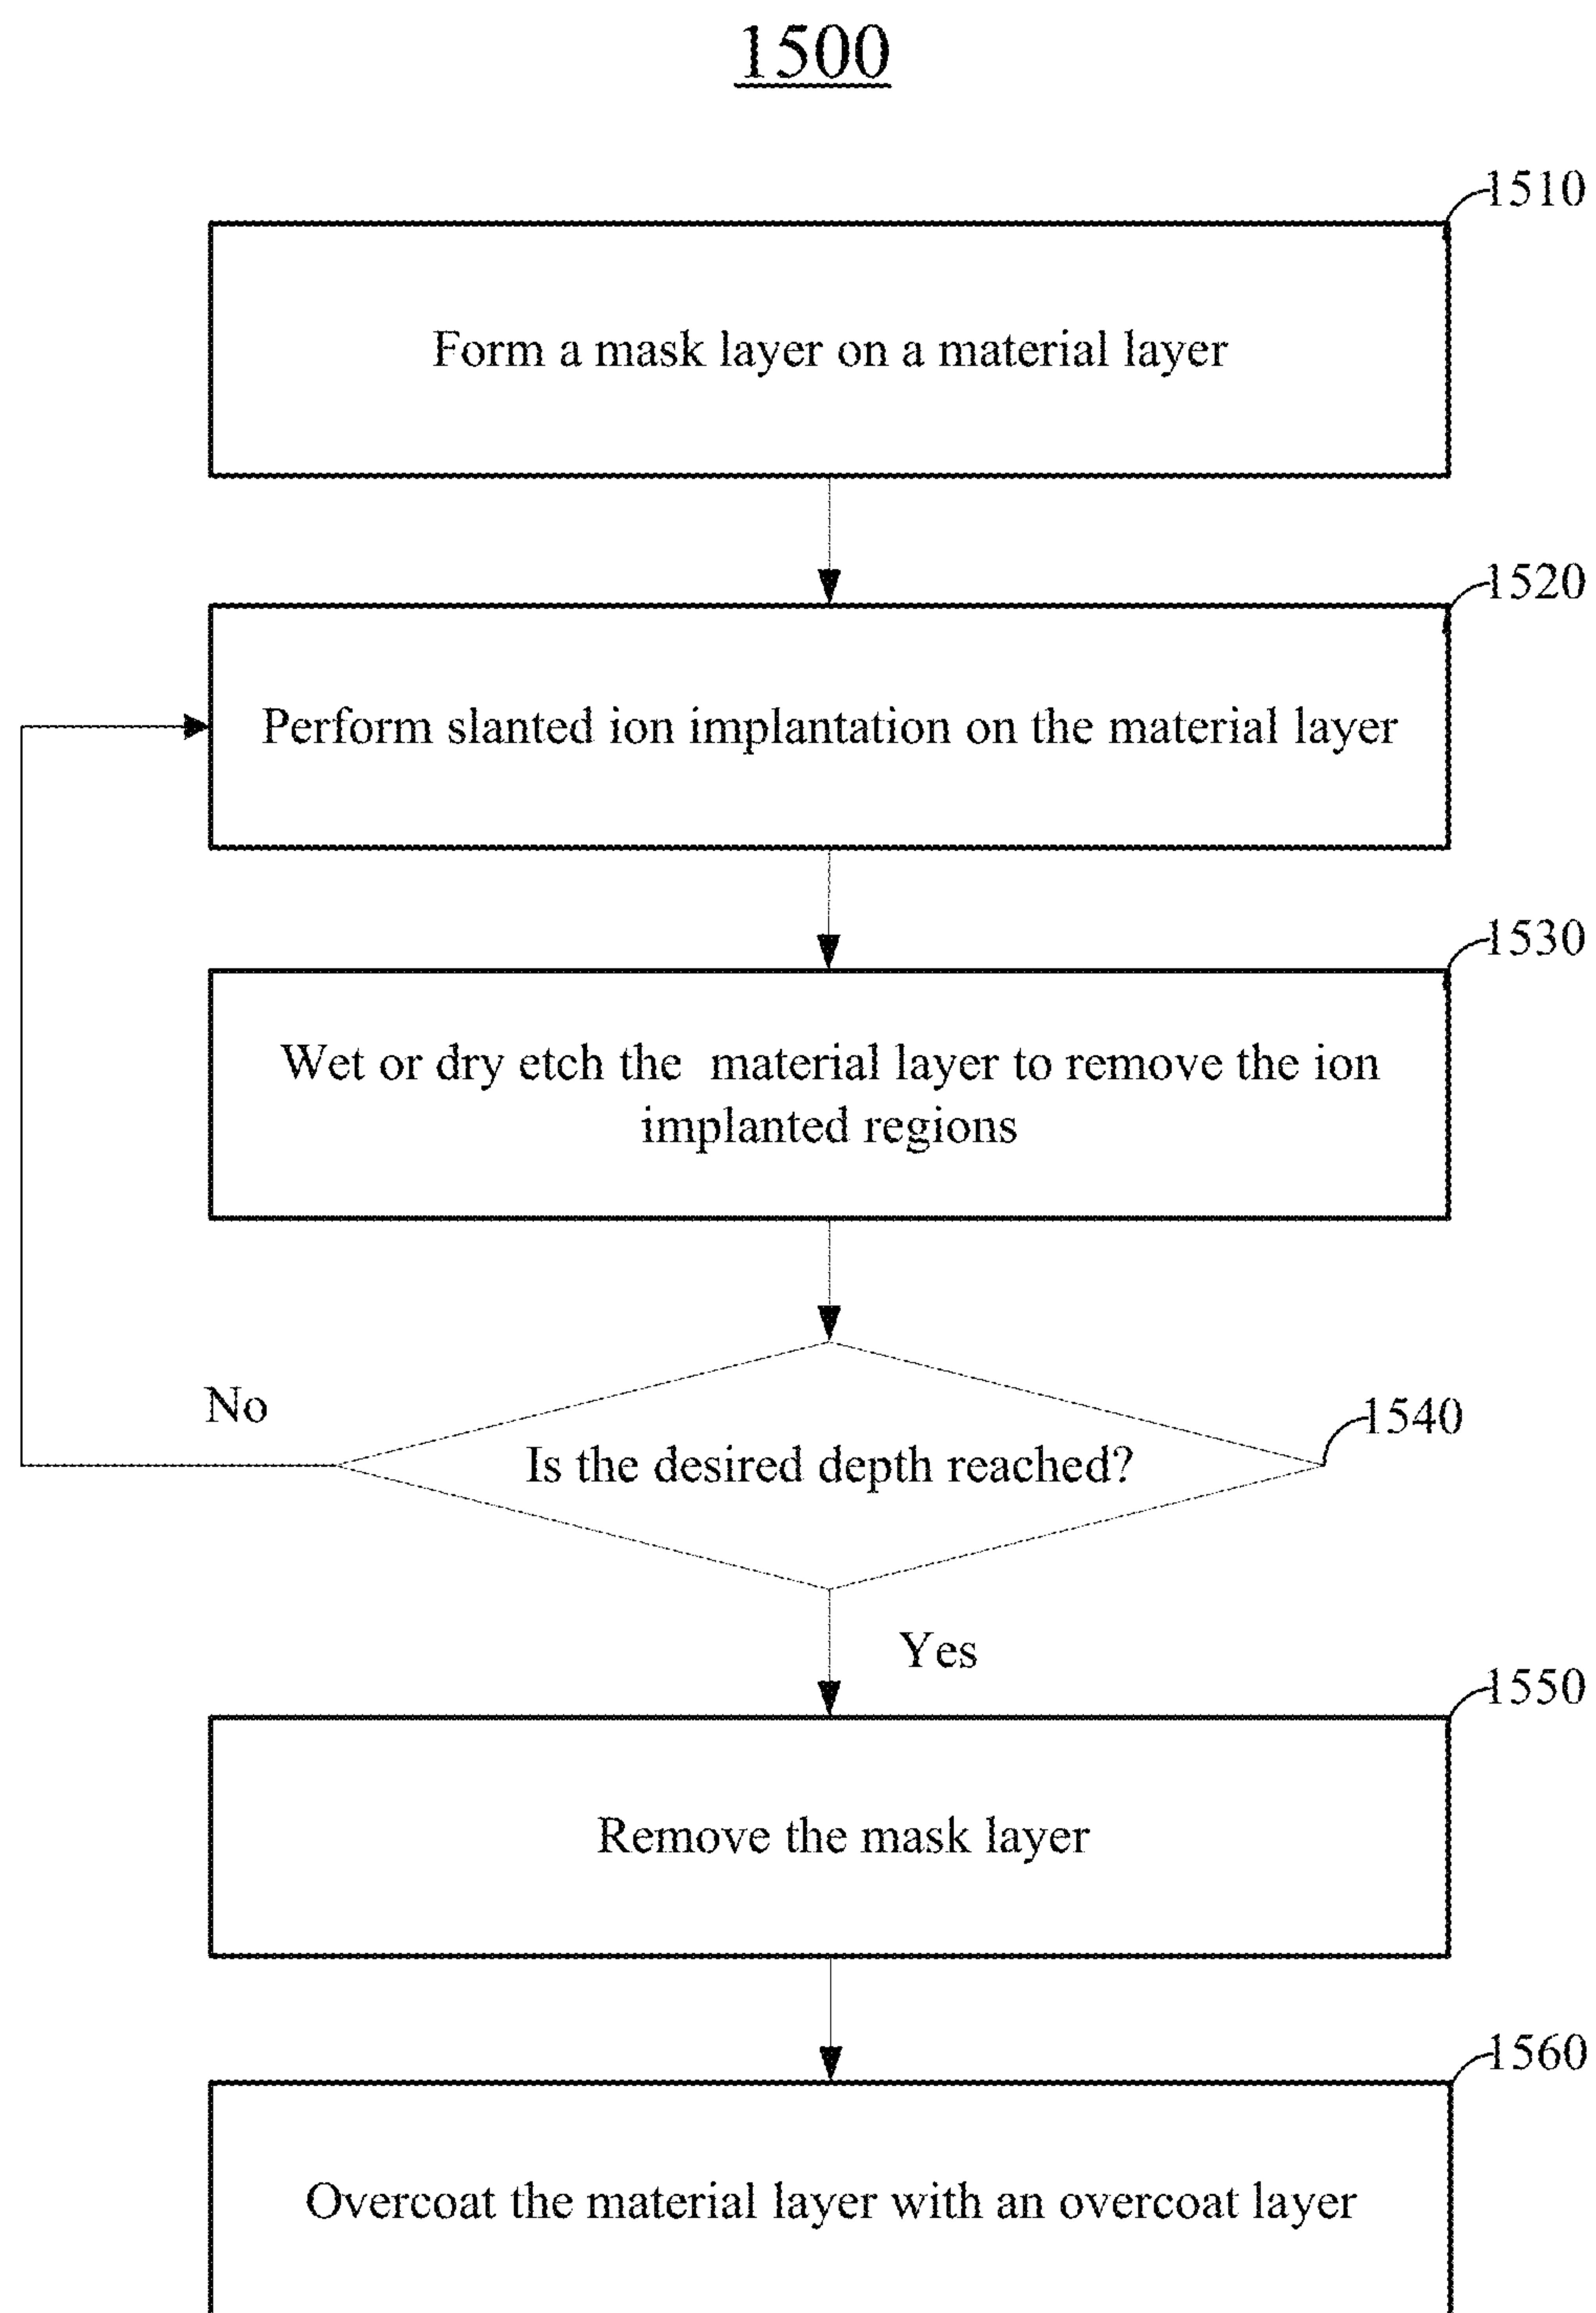 1500
1510
Form a mask layer on a material layer
1520
Perform slanted ion implantation on the material layer
1530
Wet or dry etch the  material layer to remove the ion
implanted regions
No
1540
Is the desired depth reached?
Yes
1550
Remove the mask layer
1560
Overcoat the material layer with an overcoat layer